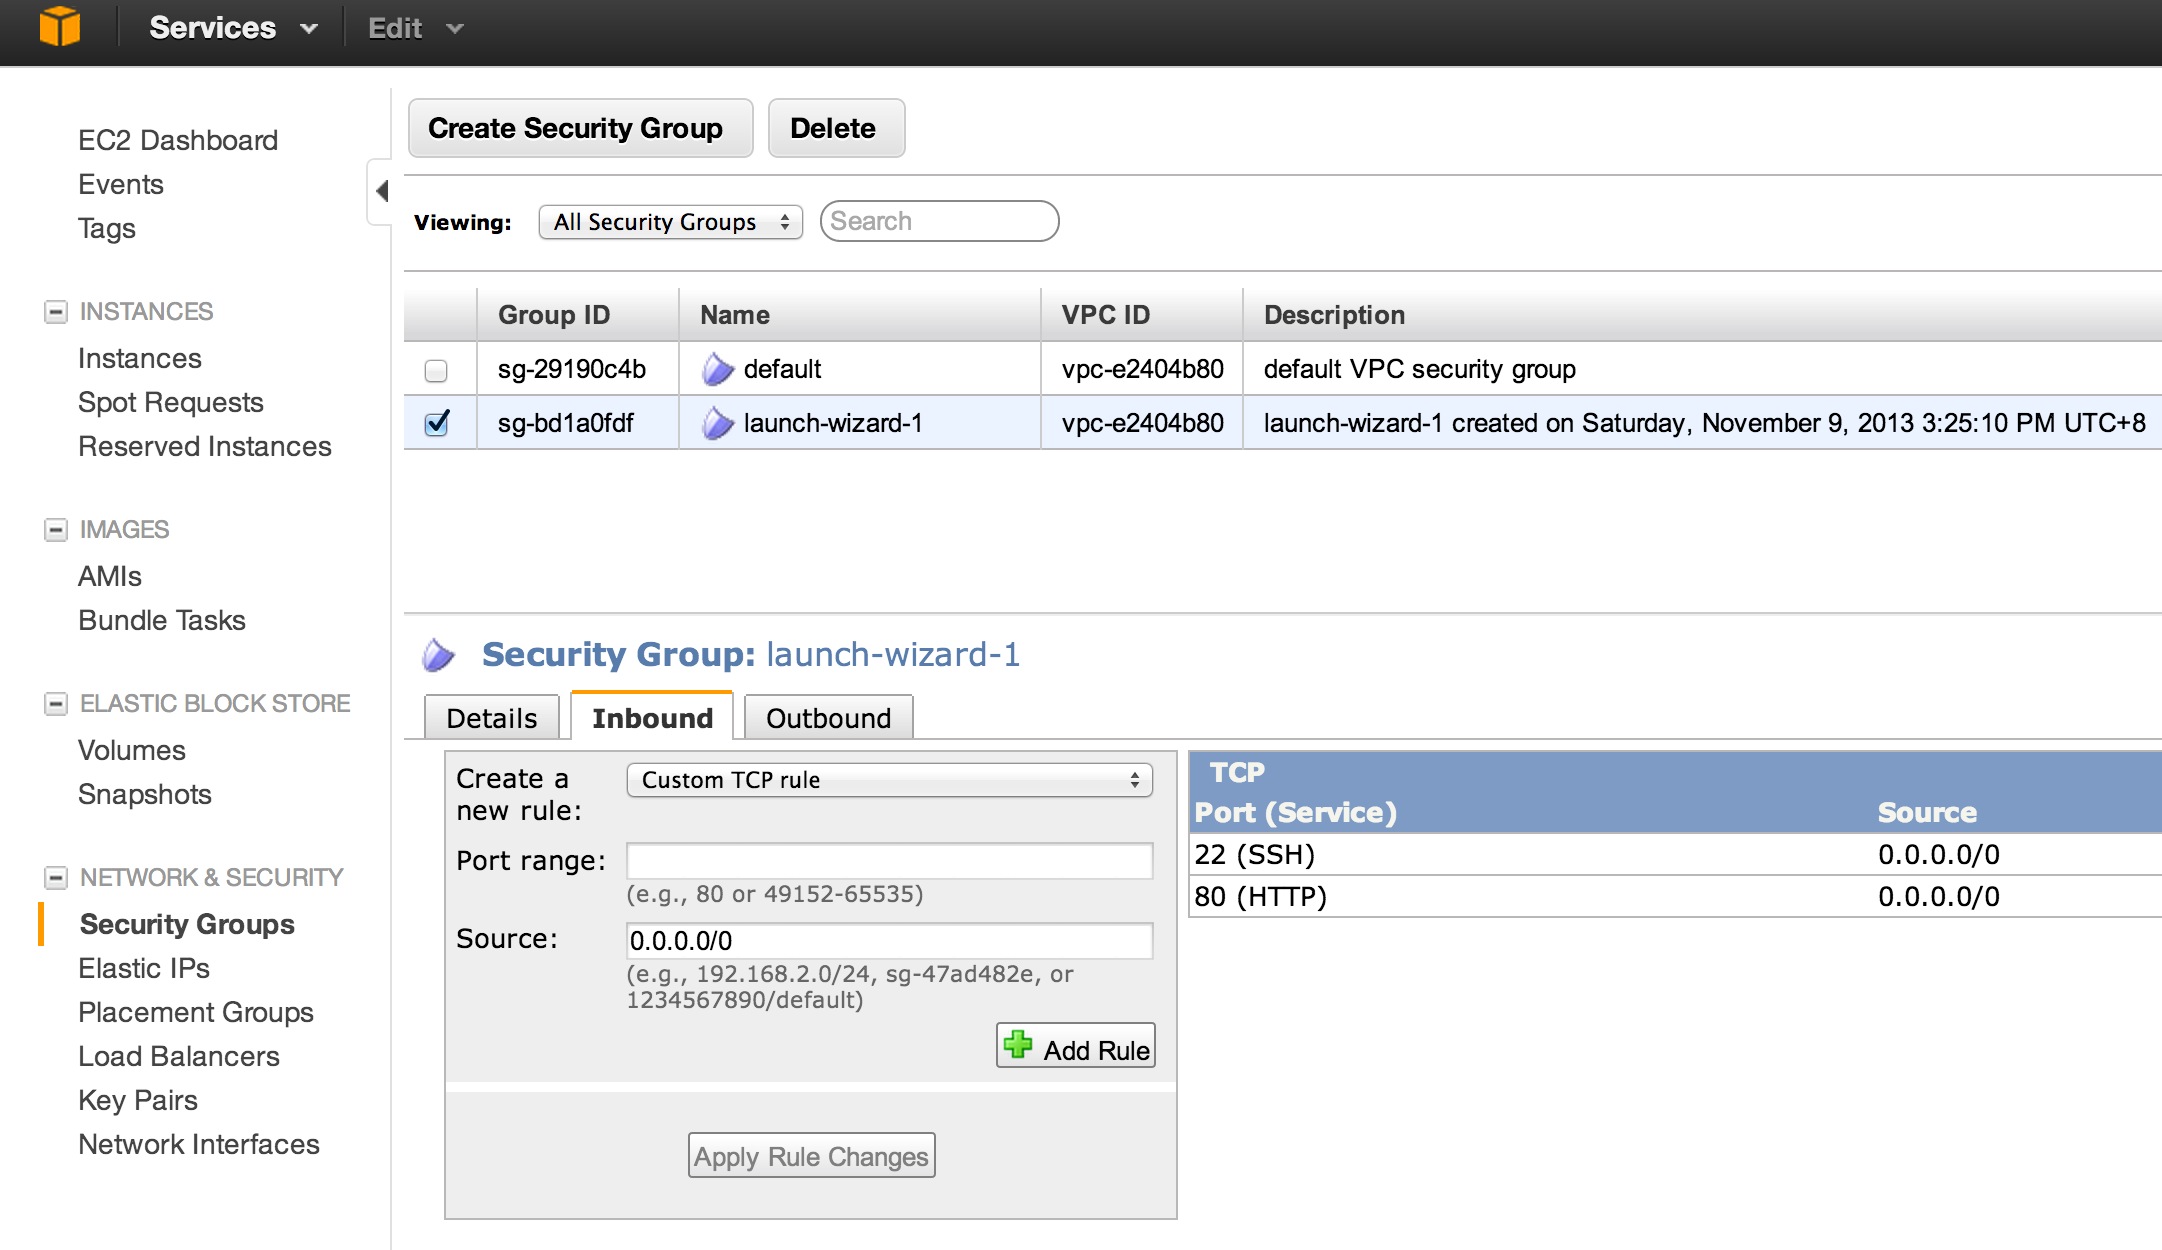 Services Edit
EC2 Dashboard
Events
Tags
INSTANCES
Instances
Spot Requests
Reserved Instances
IMAGES
AMIs
Bundle Tasks
ELASTIC BLOCK STORE
Volumes
Snapshots
NETWORK & SECURITY
Security Groups
Elastic IPs
Placement Groups
Load Balancers
Key Pairs
Network Interfaces
Create Security Group Delete
Viewing: All Security Groups Search
Group ID Name VPC ID Description
sg-29190c4b default vpc-e2404b80 default VPC security group
sg-bd1a0fdf launch-wizard-1 vpc-e2404b80 launch-wizard-1 created on Saturday, November 9, 2013 3:25:10 PM UTC+8
Security Group: launch-wizard-1
Details Inbound Outbound
Create a
new rule:
Custom TCP rule
Port range:
(e.g., 80 or 49152-65535)
Source: 0.0.0.0/0
(e.g., 192.168.2.0/24, sg-47ad482e, or
1234567890/default)
Add Rule
Apply Rule Changes
TCP
Port (Service) Source
22 (SSH) 0.0.0.0/0
80 (HTTP) 0.0.0.0/0